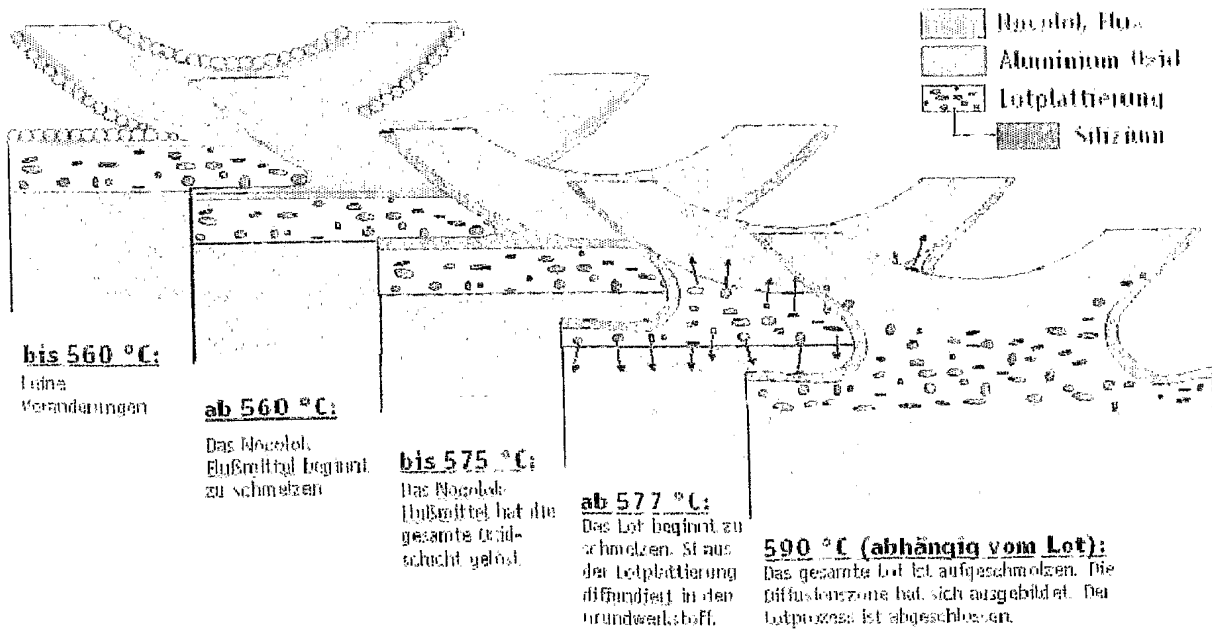 Nocolok Flux
Aluminium Oxid
Lotplattierung
Silizium
bis 560 °C:
Keine
Veränderungen
ab 560 °C:
Das Nocolok
Flußmittel beginnt
zu schmelzen
bis 575 °C:
Das Nocolok-
Flußmittel hat die
gesamte Oxid-
schicht gelöst.
ab 577 °C:
Das Lot beginnt zu
schmelzen. Si aus
der Lotplattierung
diffundiert in den
Grundwerkstoff.
590 °C (abhängig vom Lot):
Das gesamte Lot ist aufgeschmolzen. Die
Diffusionszone hat sich ausgebildet. Der
Lotprozess ist abgeschlossen.